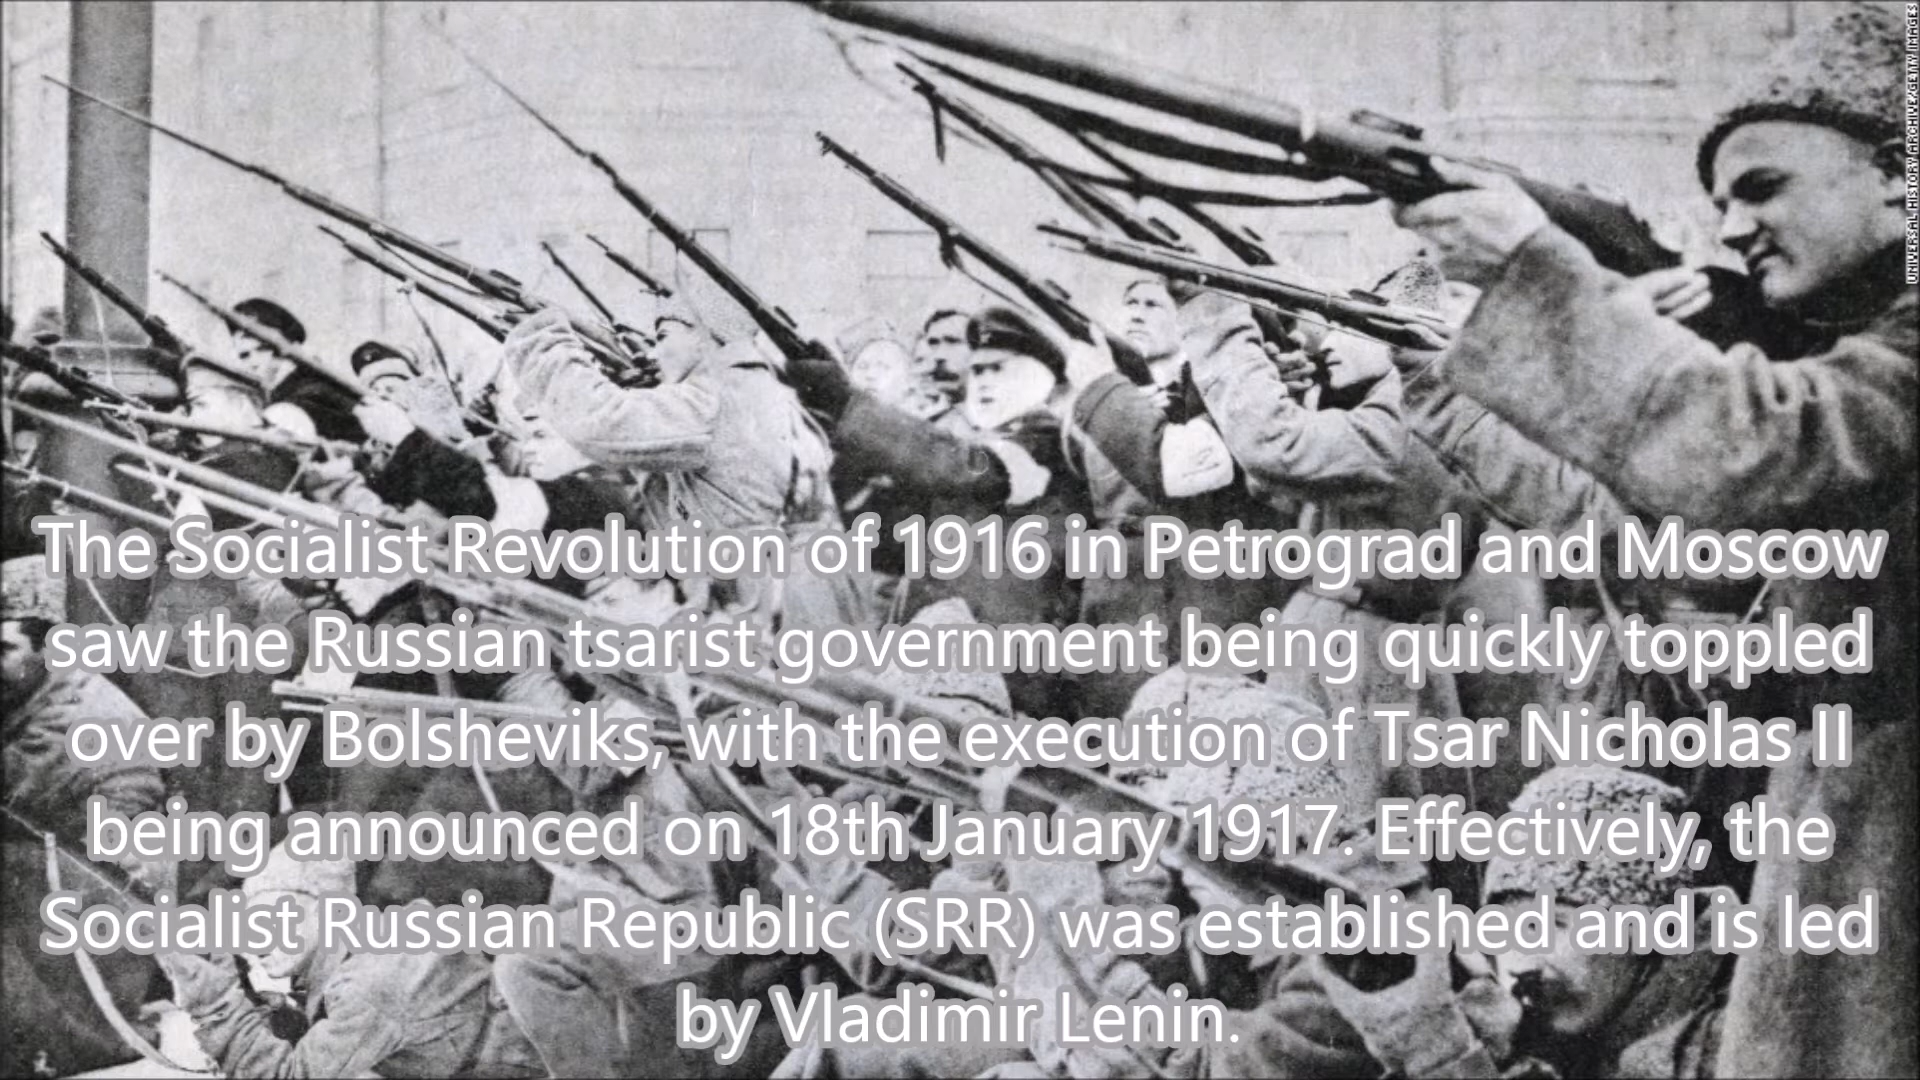 The Socialist Revolution of 1916 in Petrograd and Moscow
saw the Russian tsarist government being quickly toppled
over by Bolsheviks, with the execution of Tsar Nicholas II
being announced on 18th January 1917. Effectively, the
Socialist Russian Republic (SRR) was established and is led
by Vladimir Lenin.
UNIVERSAL HISTORY ARCHIVE/GETTY IMAGES